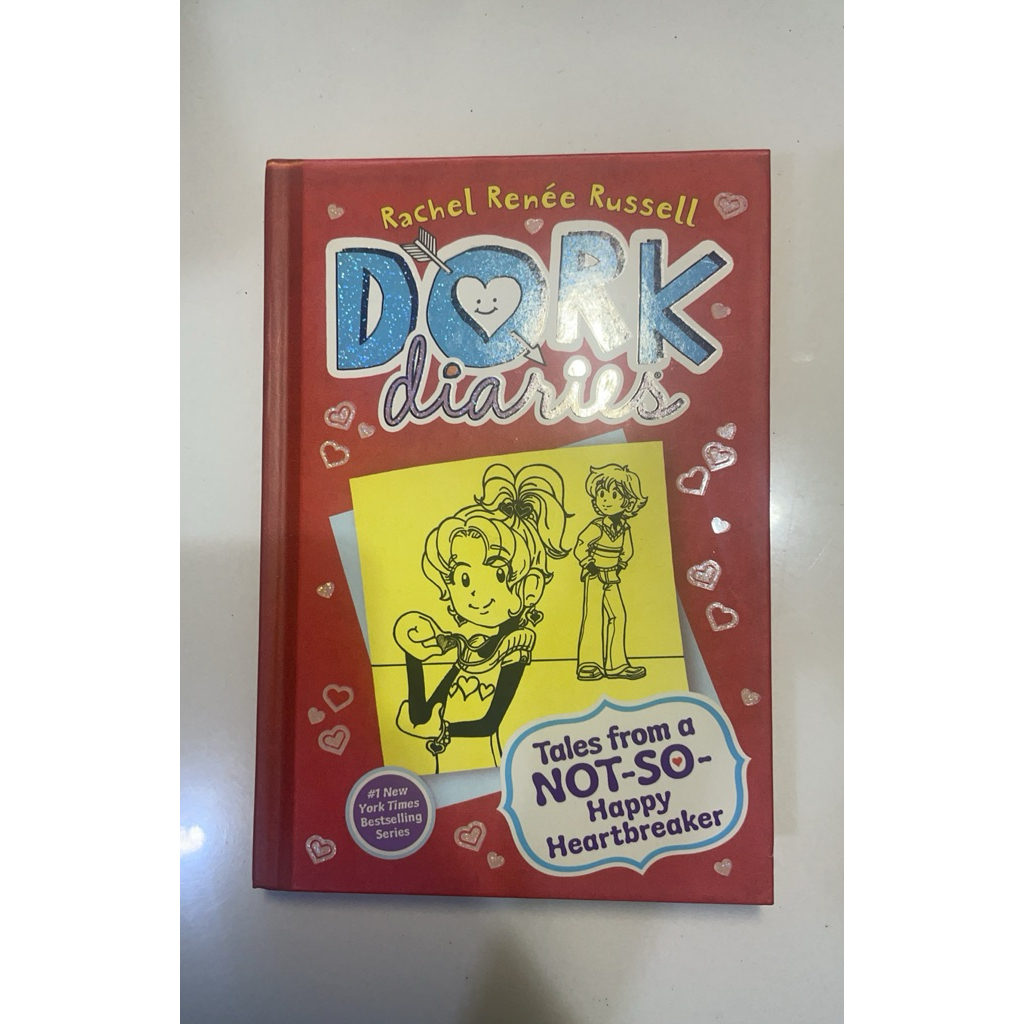 Rachel Renée Russell
DORK
diaries®
Tales from a
NOT-SO-
Happy
Heartbreaker
#1 New
York Times
Bestselling
Series